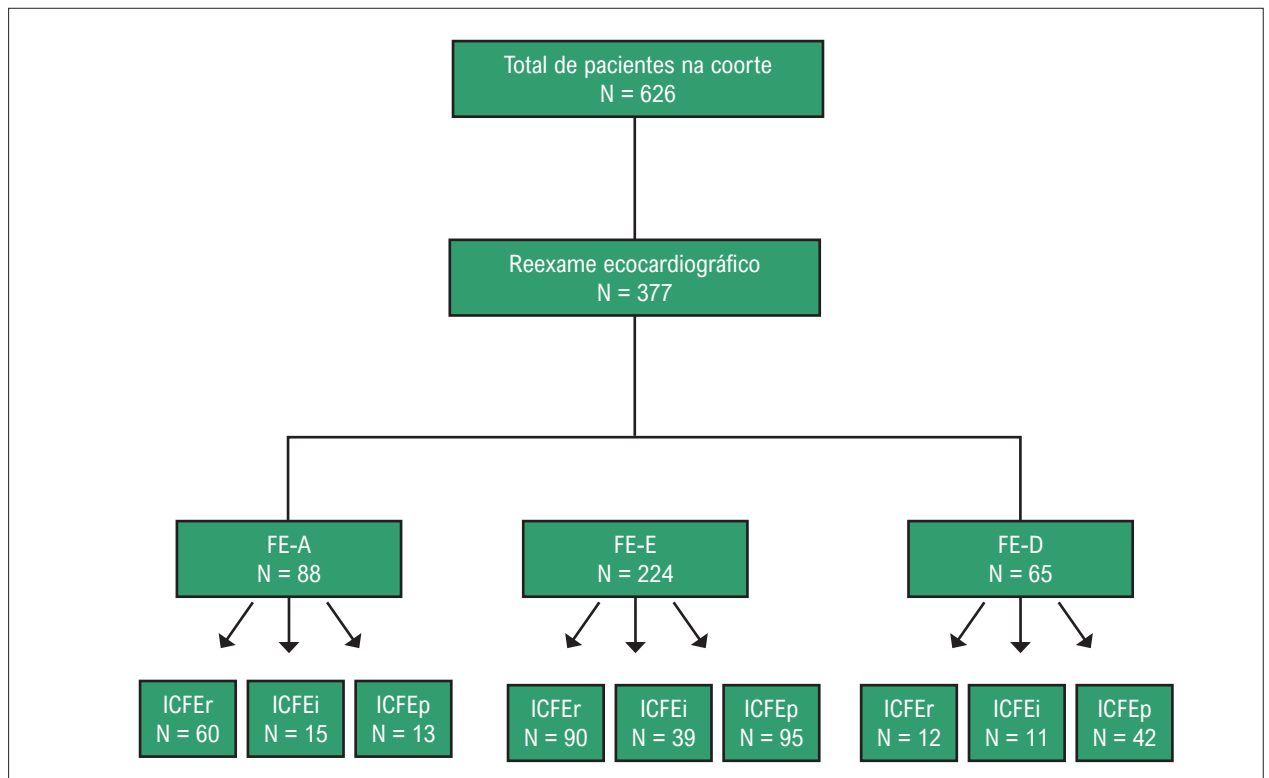 Total de pacientes na coorte
N = 626
Reexame ecocardiográfico
N = 377
FE-A
N = 88
FE-E
N = 224
FE-D
N = 65
ICFEr
N = 60
ICFEi
N = 15
ICFEp
N = 13
ICFEr
N = 90
ICFEi
N = 39
ICFEp
N = 95
ICFEr
N = 12
ICFEi
N = 11
ICFEp
N = 42